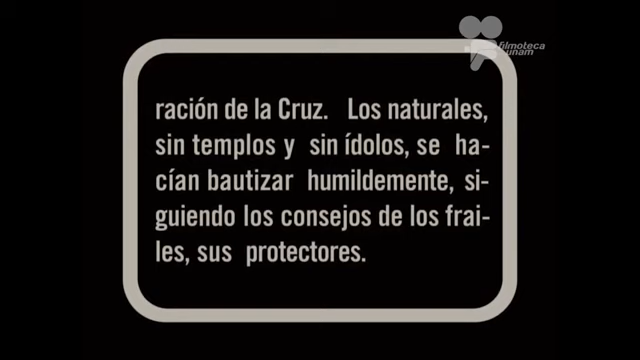 filmoteca
unam
ración de la Cruz. Los naturales,
sin templos y sin ídolos, se ha-
cían bautizar humildemente, si-
guiendo los consejos de los frai-
les, sus protectores.